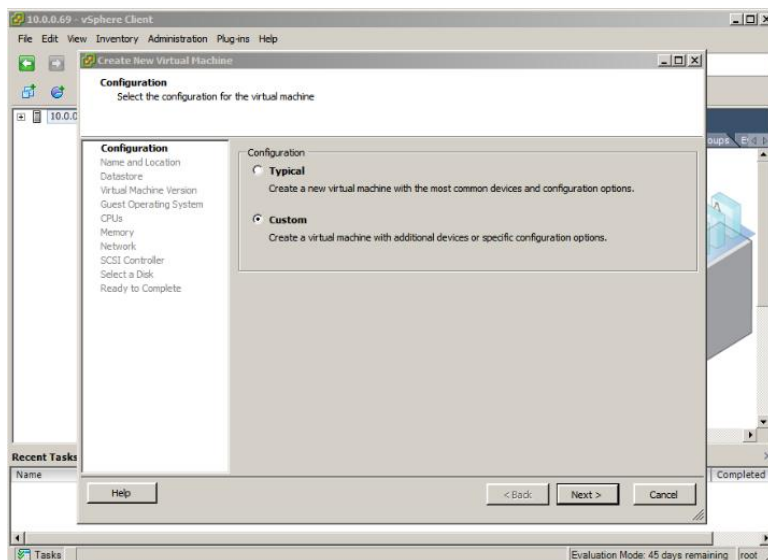 10.0.0.69 - vSphere Client
File Edit View Inventory Administration Plug-ins Help
Create New Virtual Machine
Configuration
Select the configuration for the virtual machine
10.0.0
Configuration
Name and Location
Datastore
Virtual Machine Version
Guest Operating System
CPUs
Memory
Network
SCSI Controller
Select a Disk
Ready to Complete
Configuration
Typical
Create a new virtual machine with the most common devices and configuration options.
Custom
Create a virtual machine with additional devices or specific configuration options.
oups
Recent Tasks
Name
Completed
Help
< Back
Next >
Cancel
Tasks
Evaluation Mode: 45 days remaining
root